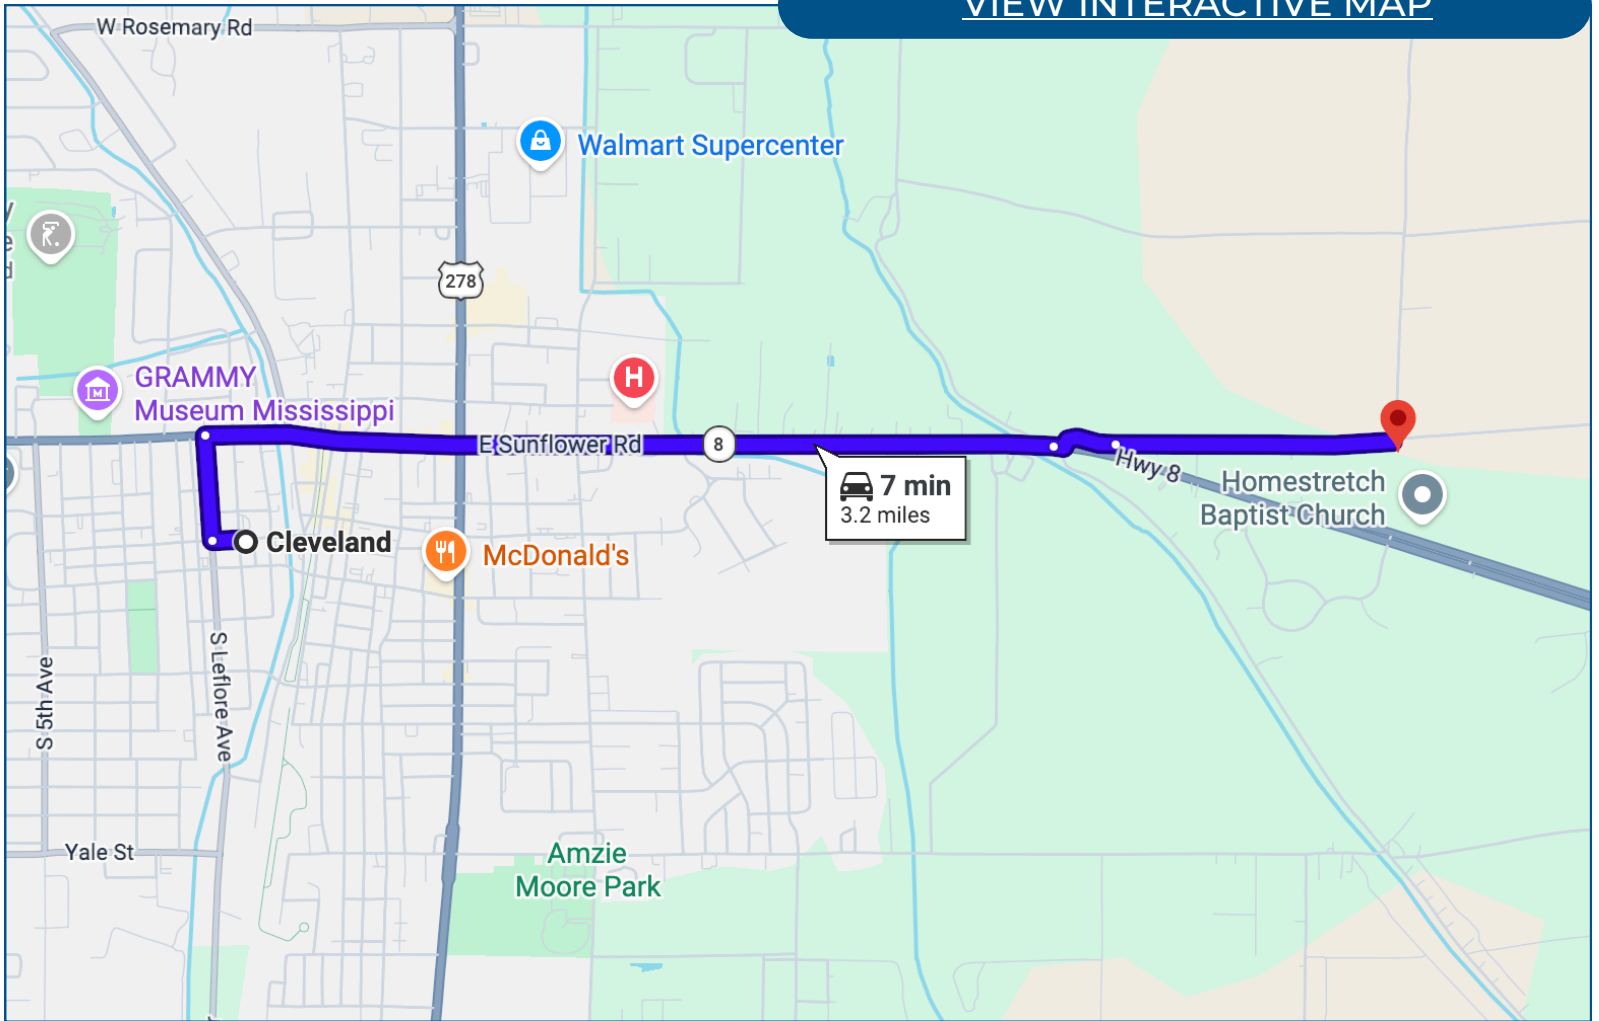 VIEW INTERACTIVE MAP
W Rosemary Rd
Walmart Supercenter
278
GRAMMY
Museum Mississippi
H
E Sunflower Rd
8
7 min
3.2 miles
Hwy 8
Homestretch
Baptist Church
Cleveland
McDonald's
S Leflore Ave
S 5th Ave
Yale St
Amzie
Moore Park